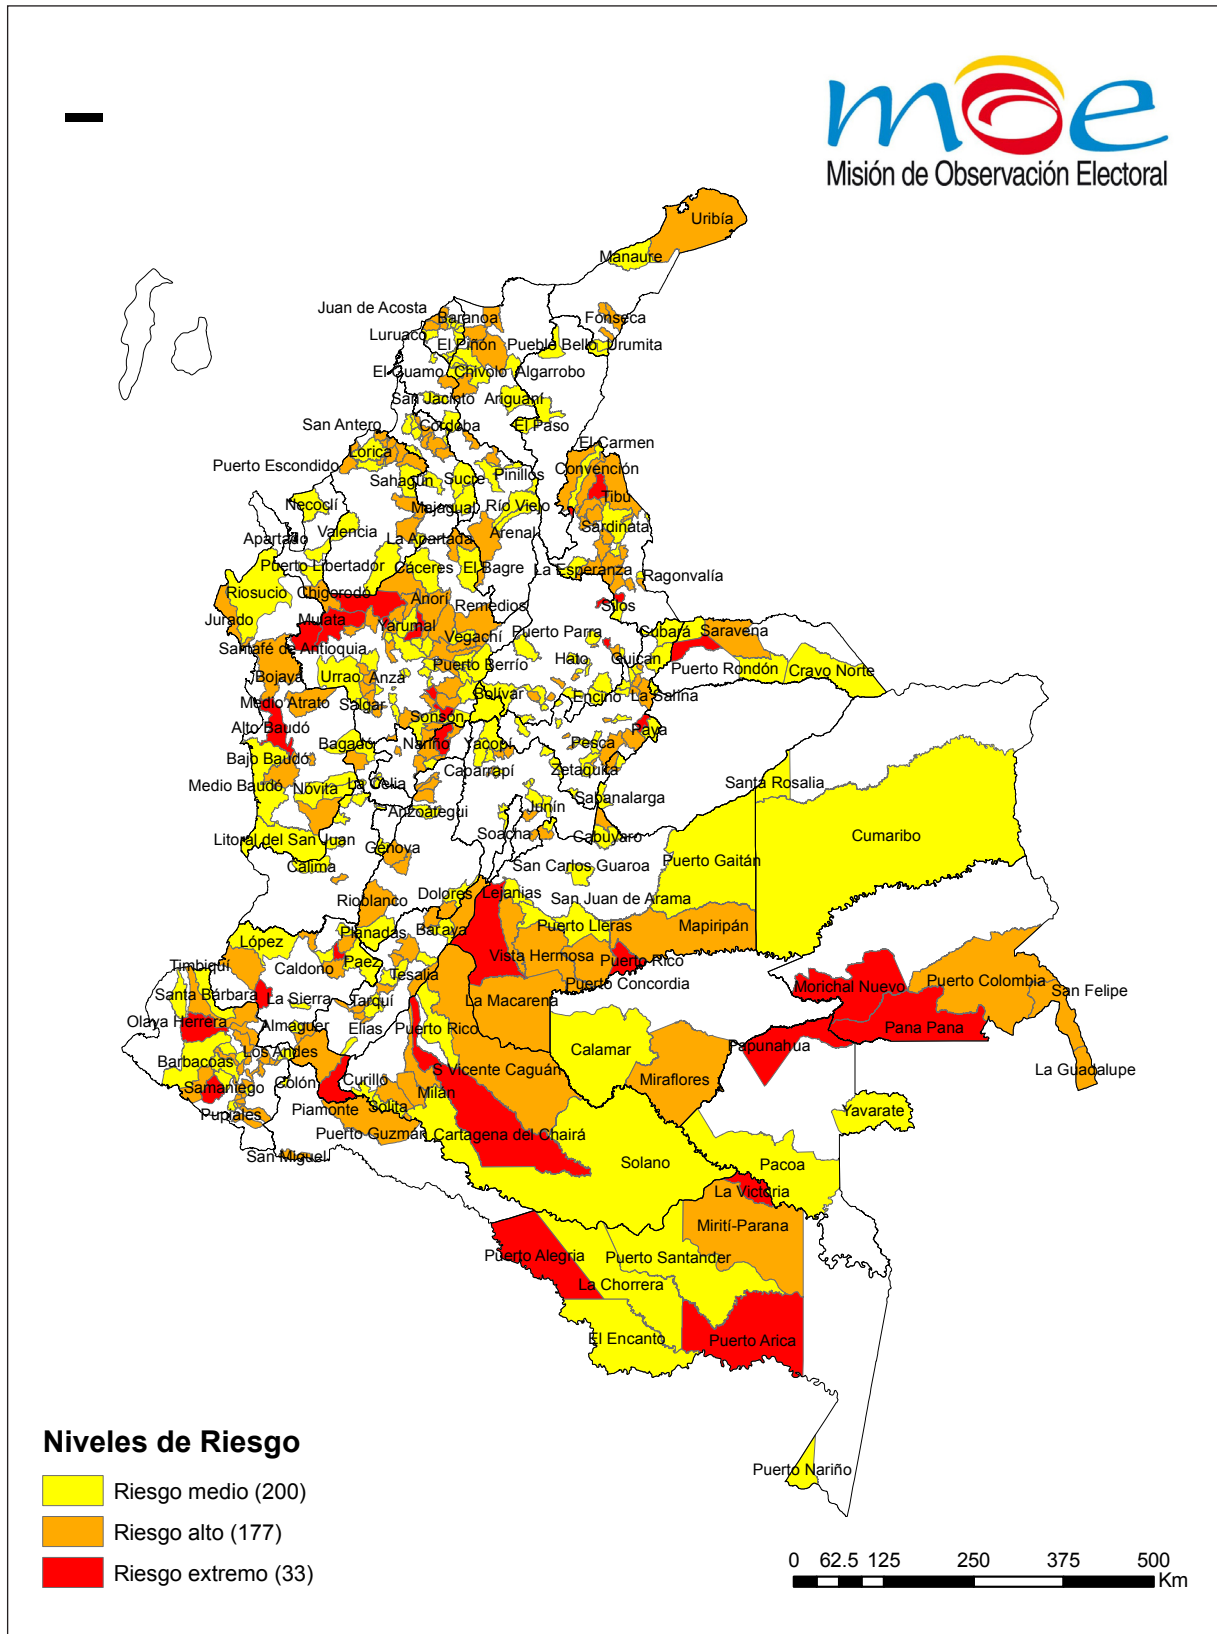 moe
Misión de Observación Electoral
Uribía
Manaure
Juan de Acosta
Baranoa
Fonseca
Luruaco
El Piñón
Pueblo Bello
Urumita
El Guamo
Chivolo
Algarrobo
San Jacinto
Ariguaní
San Antero
Córdoba
El Paso
Lorica
El Carmen
Puerto Escondido
Convención
Sahagún
Sucre
Pinillos
Tibú
Necoclí
Majagual
Río Viejo
Valencia
Sardinata
Apartado
La Apartada
Arenal
Puerto Libertador
Cáceres
El Bagre
La Esperanza
Ragonvalía
Riosucio
Chigorodó
Anorí
Remedios
Silos
Jurado
Mutata
Yarumal
Vegachí
Puerto Parra
Cubará
Saravena
Santafé de Antioquia
Puerto Berrío
Hato
Guican
Puerto Rondón
Cravo Norte
Bojaya
Urrao
Anza
Bolívar
Encino
La Salina
Medio Atrato
Salgar
Sonsón
Alto Baudó
Paya
Bagadó
Nariño
Yacopí
Pesca
Bajo Baudó
Caparrapí
Zetaquita
Medio Baudó
Nóvita
La Celia
Santa Rosalia
Anzoátegui
Junín
Sabanalarga
Litoral del San Juan
Soacha
Cabuyaro
Cumaribo
Génova
Puerto Gaitán
Calima
San Carlos Guaroa
Rioblanco
Dolores
Lejanias
San Juan de Arama
López
Planadas
Baraya
Puerto Lleras
Mapiripán
Timbiquí
Caldono
Paez
Tesalia
Vista Hermosa
Puerto Rico
Santa Bárbara
La Sierra
Tarquí
La Macarena
Puerto Concordia
Morichal Nuevo
Puerto Colombia
San Felipe
Olaya Herrera
Almaguer
Elías
Puerto Rico
Pana Pana
Barbacoas
Los Andes
Calamar
Papunahua
Samaniego
Colón
Curillo
S Vicente Caguán
Miraflores
La Guadalupe
Pupiales
Piamonte
Solita
Milán
Yavarate
Puerto Guzmán
Cartagena del Chairá
San Miguel
Solano
Pacoa
La Victoria
Mirití-Parana
Puerto Alegria
Puerto Santander
La Chorrera
El Encanto
Puerto Arica
Puerto Nariño
Niveles de Riesgo
Riesgo medio (200)
Riesgo alto (177)
Riesgo extremo (33)
0 62.5 125 250 375 500
Km